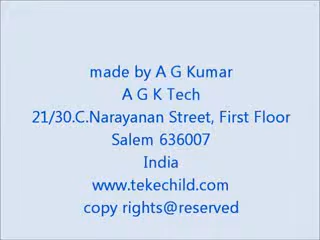 made by A G Kumar
A G K Tech
21/30.C.Narayanan Street, First Floor
Salem 636007
India
www.tekechild.com
copy rights@reserved